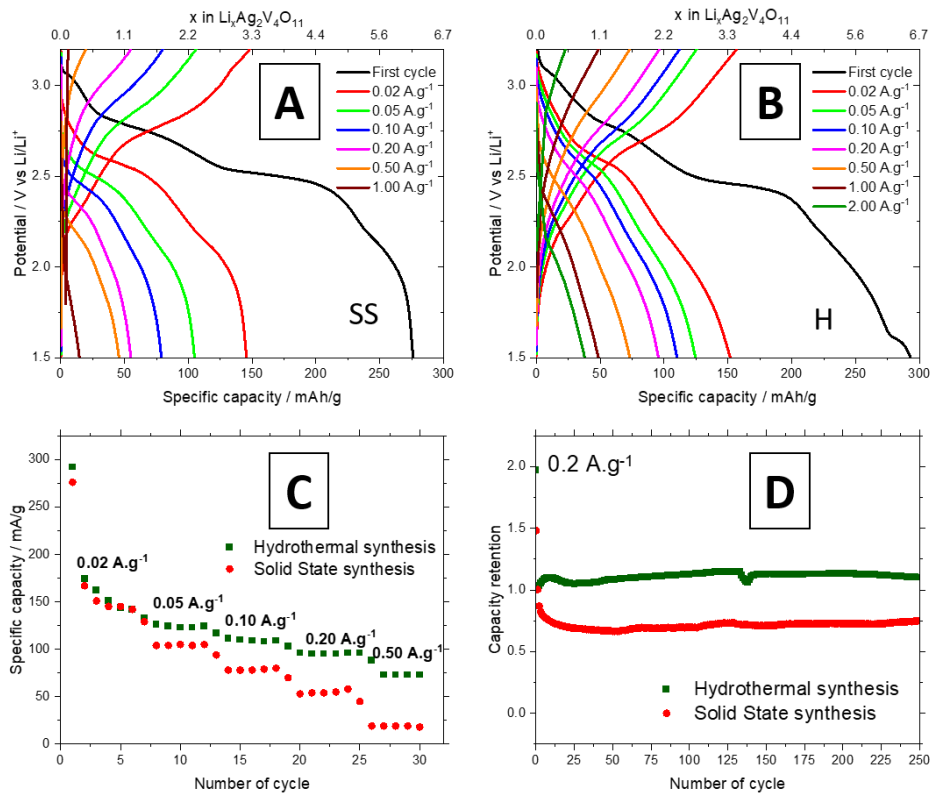 x in LiₓAg₂V₄O₁₁
0.0 1.1 2.2 3.3 4.4 5.6 6.7
A
First cycle
0.02 A.g⁻¹
0.05 A.g⁻¹
0.10 A.g⁻¹
0.20 A.g⁻¹
0.50 A.g⁻¹
1.00 A.g⁻¹
SS
3.0
2.5
2.0
1.5
Potential / V vs Li/Li⁺
0 50 100 150 200 250 300
Specific capacity / mAh/g
x in LiₓAg₂V₄O₁₁
0.0 1.1 2.2 3.3 4.4 5.6 6.7
B
First cycle
0.02 A.g⁻¹
0.05 A.g⁻¹
0.10 A.g⁻¹
0.20 A.g⁻¹
0.50 A.g⁻¹
1.00 A.g⁻¹
2.00 A.g⁻¹
H
3.0
2.5
2.0
1.5
Potential / V vs Li/Li⁺
0 50 100 150 200 250 300
Specific capacity / mAh/g
C
Hydrothermal synthesis
Solid State synthesis
0.02 A.g⁻¹
0.05 A.g⁻¹
0.10 A.g⁻¹
0.20 A.g⁻¹
0.50 A.g⁻¹
300
250
200
150
100
50
0
Specific capacity / mA/g
0 5 10 15 20 25 30
Number of cycle
0.2 A.g⁻¹
D
2.0
1.5
1.0
0.5
0.0
Capacity retention
Hydrothermal synthesis
Solid State synthesis
0 25 50 75 100 125 150 175 200 225 250
Number of cycle